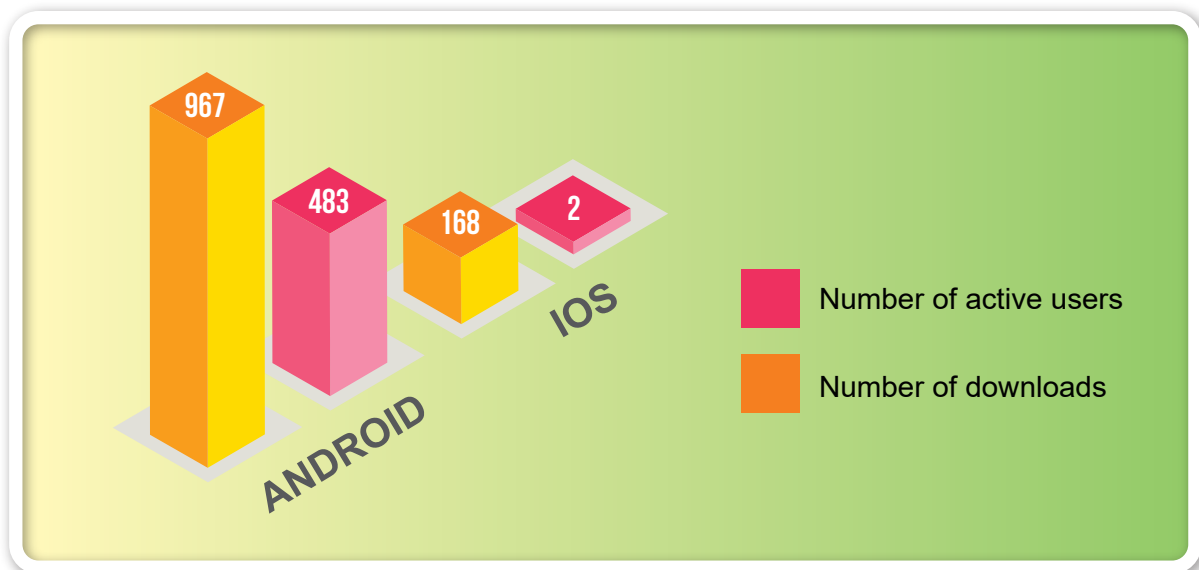 967
483
168
2
ANDROID
IOS
Number of active users
Number of downloads